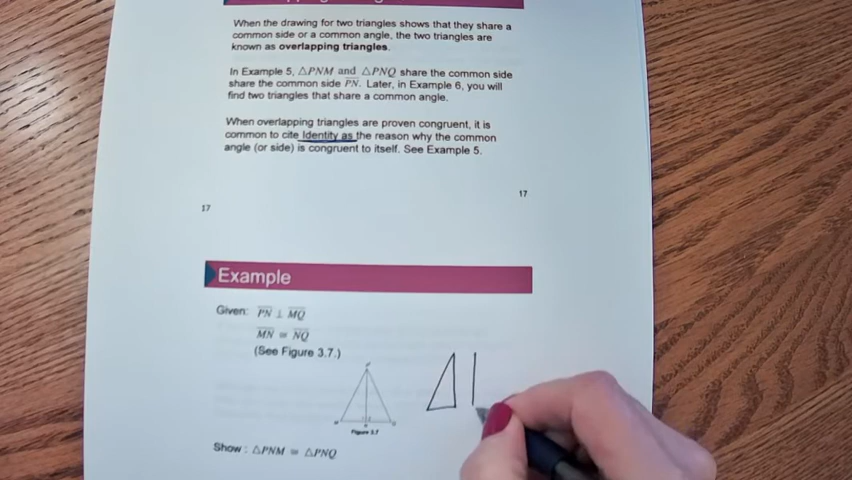 When the drawing for two triangles shows that they share a
common side or a common angle, the two triangles are
known as overlapping triangles.
In Example 5, △PNM and △PNQ share the common side
share the common side PN. Later, in Example 6, you will
find two triangles that share a common angle.
When overlapping triangles are proven congruent, it is
common to cite Identity as the reason why the common
angle (or side) is congruent to itself. See Example 5.
17
17
Example
Given: PN ⊥ MQ
MN ≅ NQ
(See Figure 3.7.)
Figure 3.7
Show: △PNM ≅ △PNQ